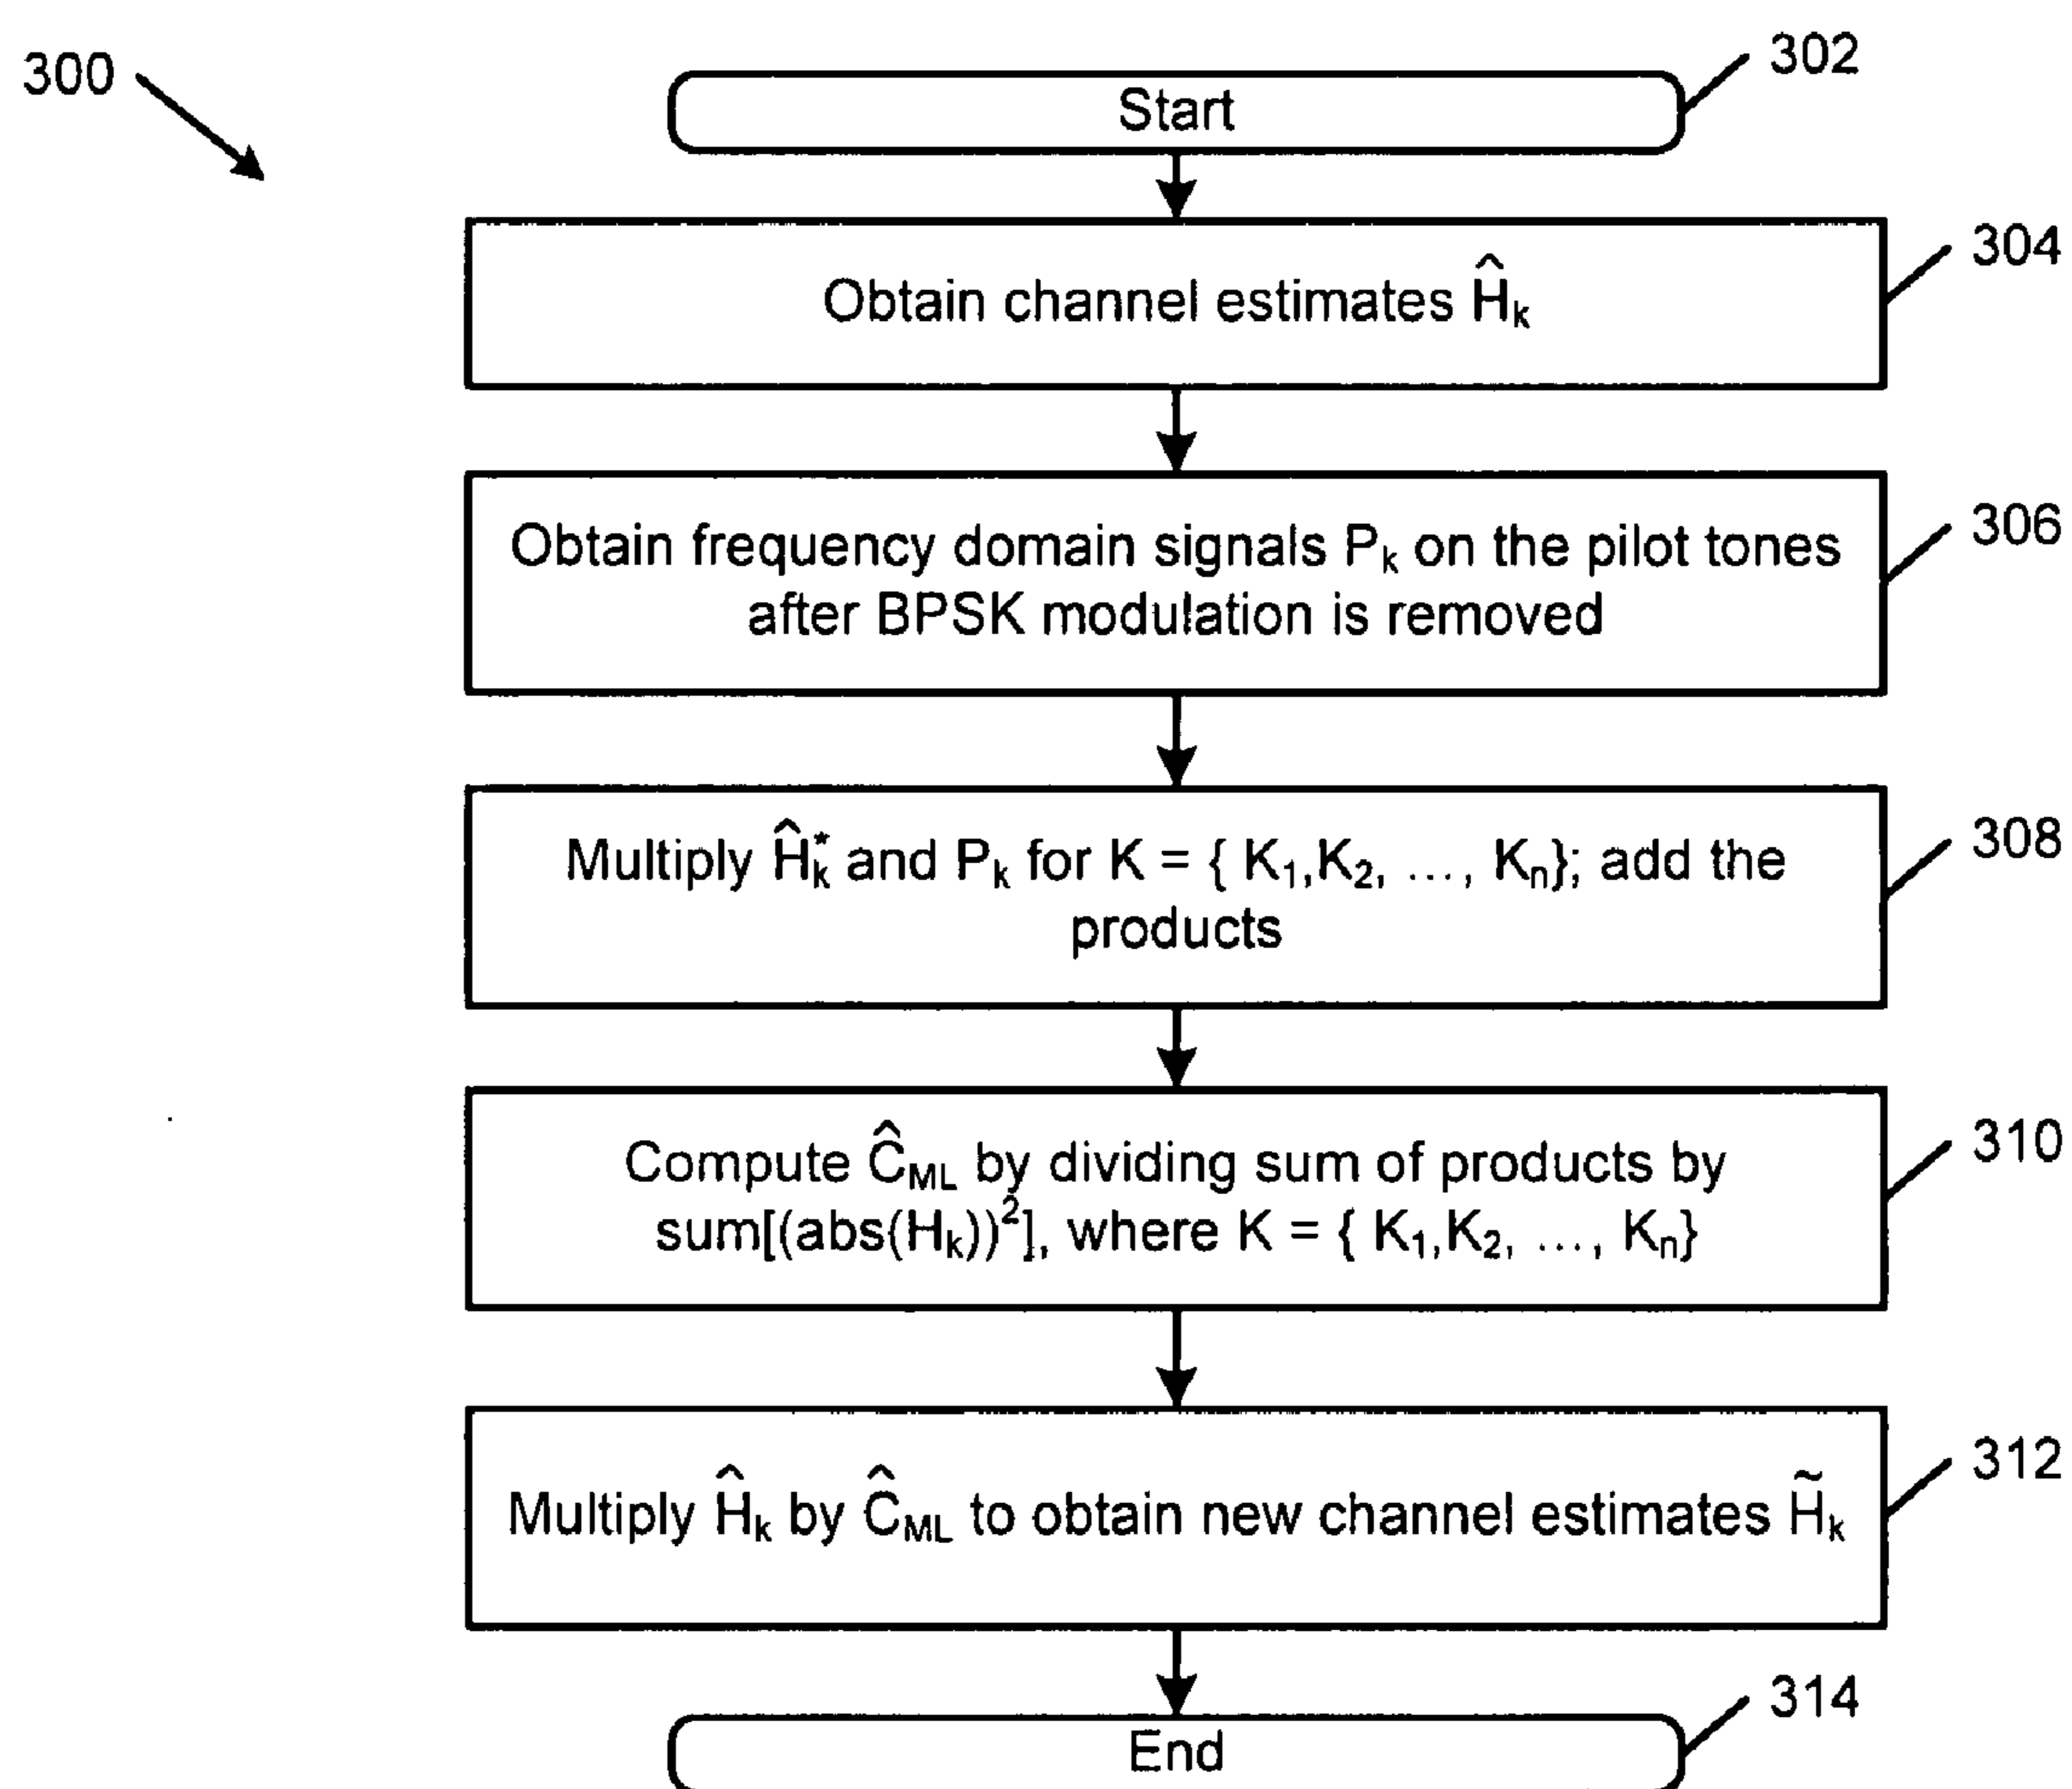 300
302
Start
304
Obtain channel estimates Ĥₖ
306
Obtain frequency domain signals Pₖ on the pilot tones
after BPSK modulation is removed
308
Multiply Ĥₖ* and Pₖ for K = { K₁,K₂, ..., Kₙ}; add the
products
310
Compute Ĉ_ML by dividing sum of products by
sum[(abs(Hₖ))²], where K = { K₁,K₂, ..., Kₙ}
312
Multiply Ĥₖ by Ĉ_ML to obtain new channel estimates H̃ₖ
314
End